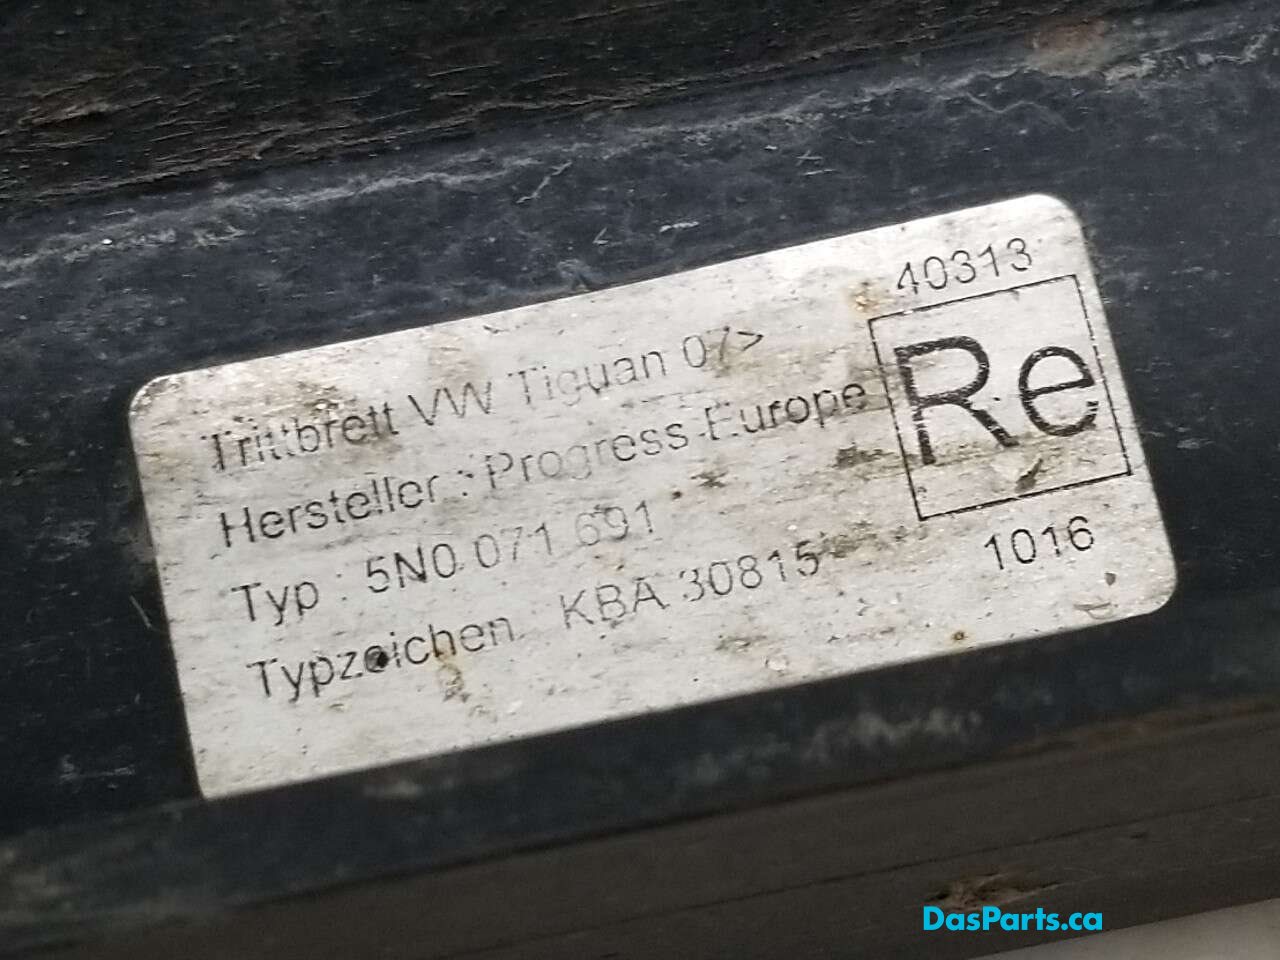 40313
Trittbrett VW Tiguan 07>
Hersteller : Progress Europe
Re
Typ : 5N0 071 691
1016
Typzeichen KBA 30815
DasParts.ca